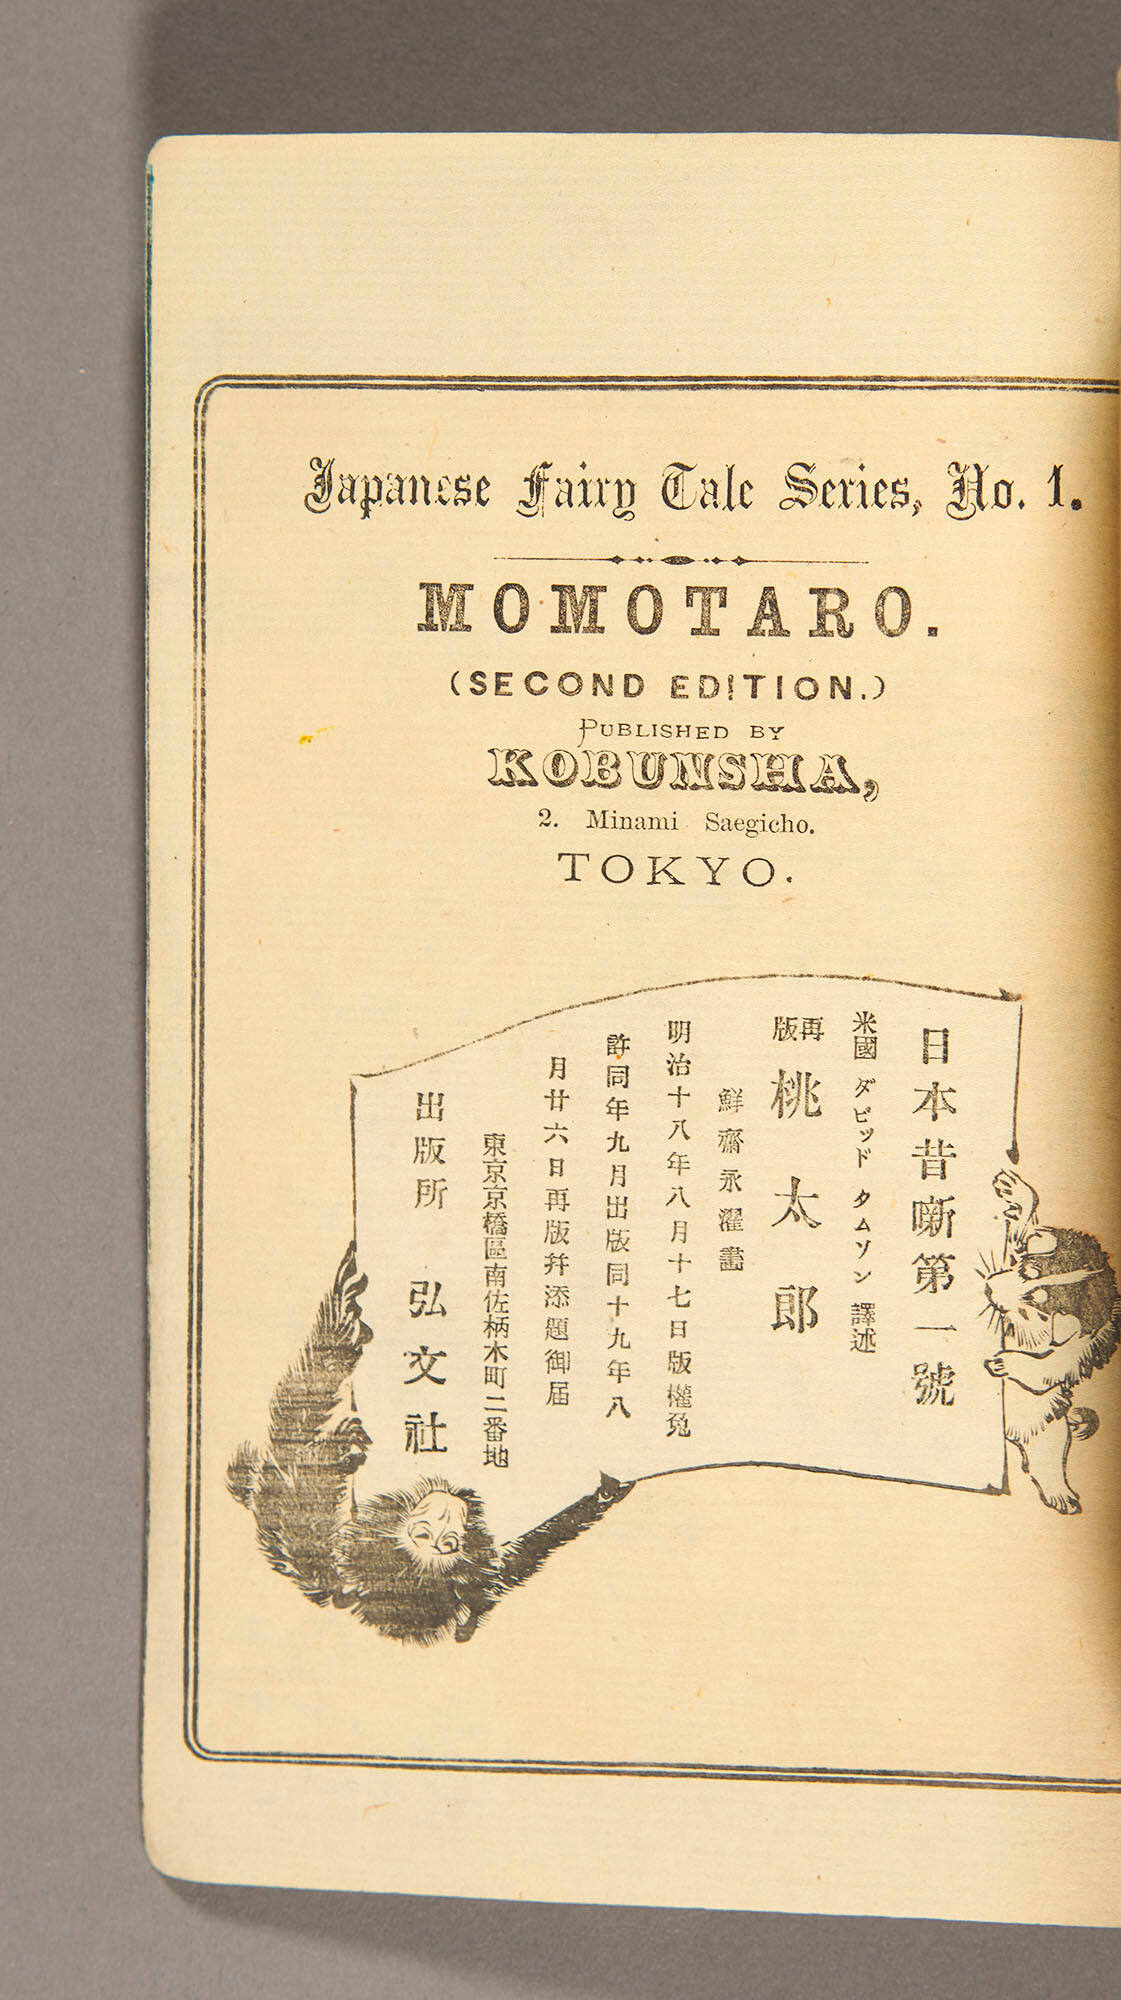 Japanese Fairy Tale Series, No. 1.
MOMOTARO.
(SECOND EDITION.)
PUBLISHED BY
KOBUNSHA,
2. Minami Saegicho.
TOKYO.
日本昔噺第一號
米國 ダビッド タムソン 譯述
再版 桃太郎
鮮齋永濯畫
明治十八年八月十七日版權免
許同年九月出版同十九年八
月廿六日再版幷添題御届
東京京橋區南佐柄木町二番地
出版所 弘文社